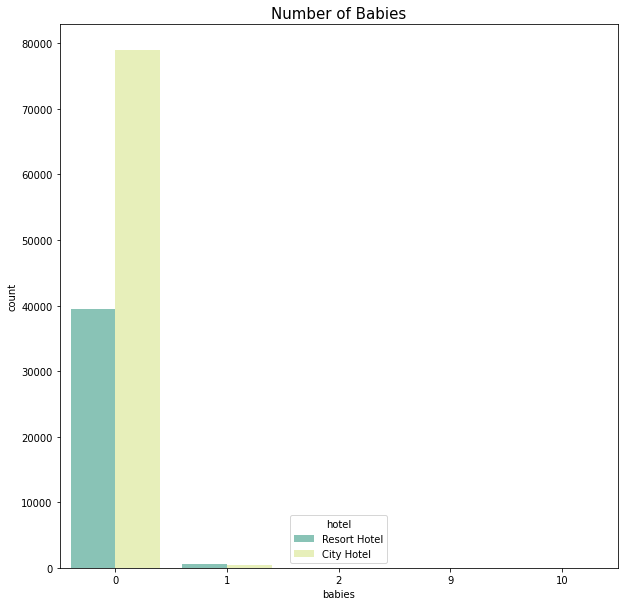 Number of Babies
80000
70000
60000
50000
40000
30000
20000
10000
0
count
hotel
Resort Hotel
City Hotel
0 1 2 9 10
babies